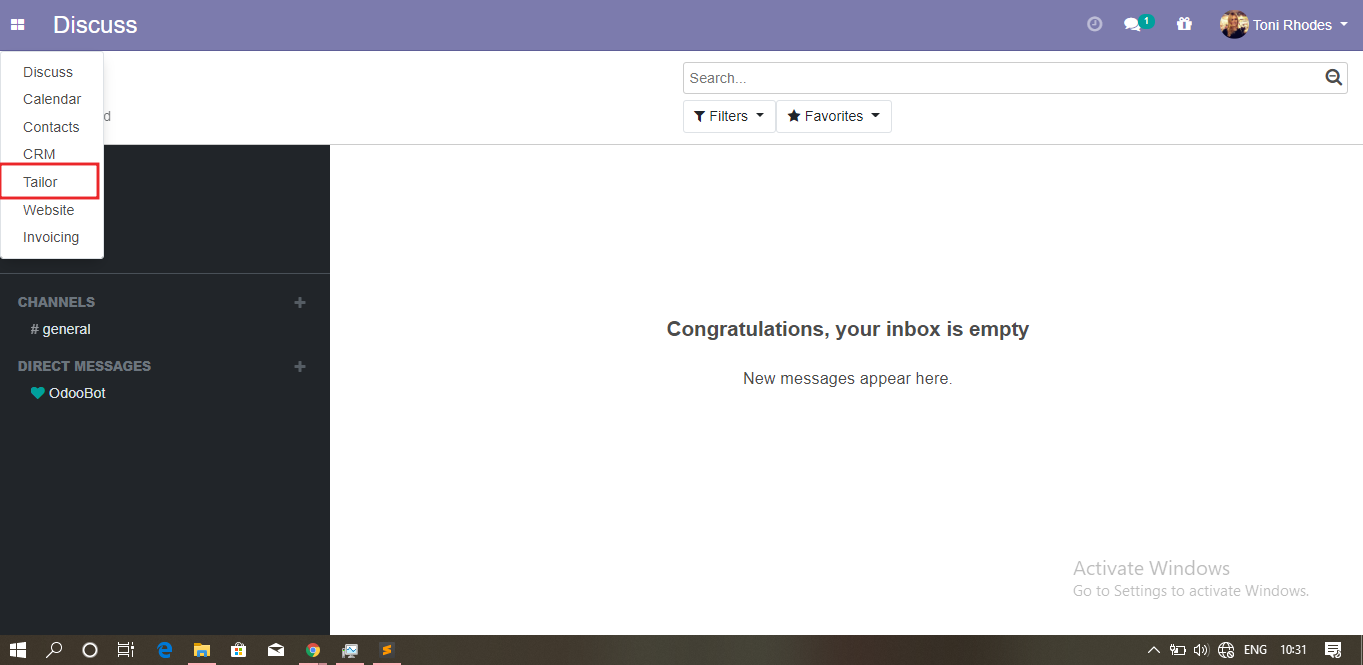 Discuss
1
Toni Rhodes
Discuss
Calendar
Contacts
CRM
Tailor
Website
Invoicing
d
Search...
Filters
Favorites
CHANNELS
# general
DIRECT MESSAGES
OdooBot
Congratulations, your inbox is empty
New messages appear here.
Activate Windows
Go to Settings to activate Windows.
ENG
10:31